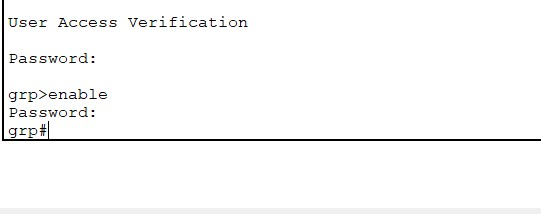 User Access Verification
Password:
grp>enable
Password:
grp#